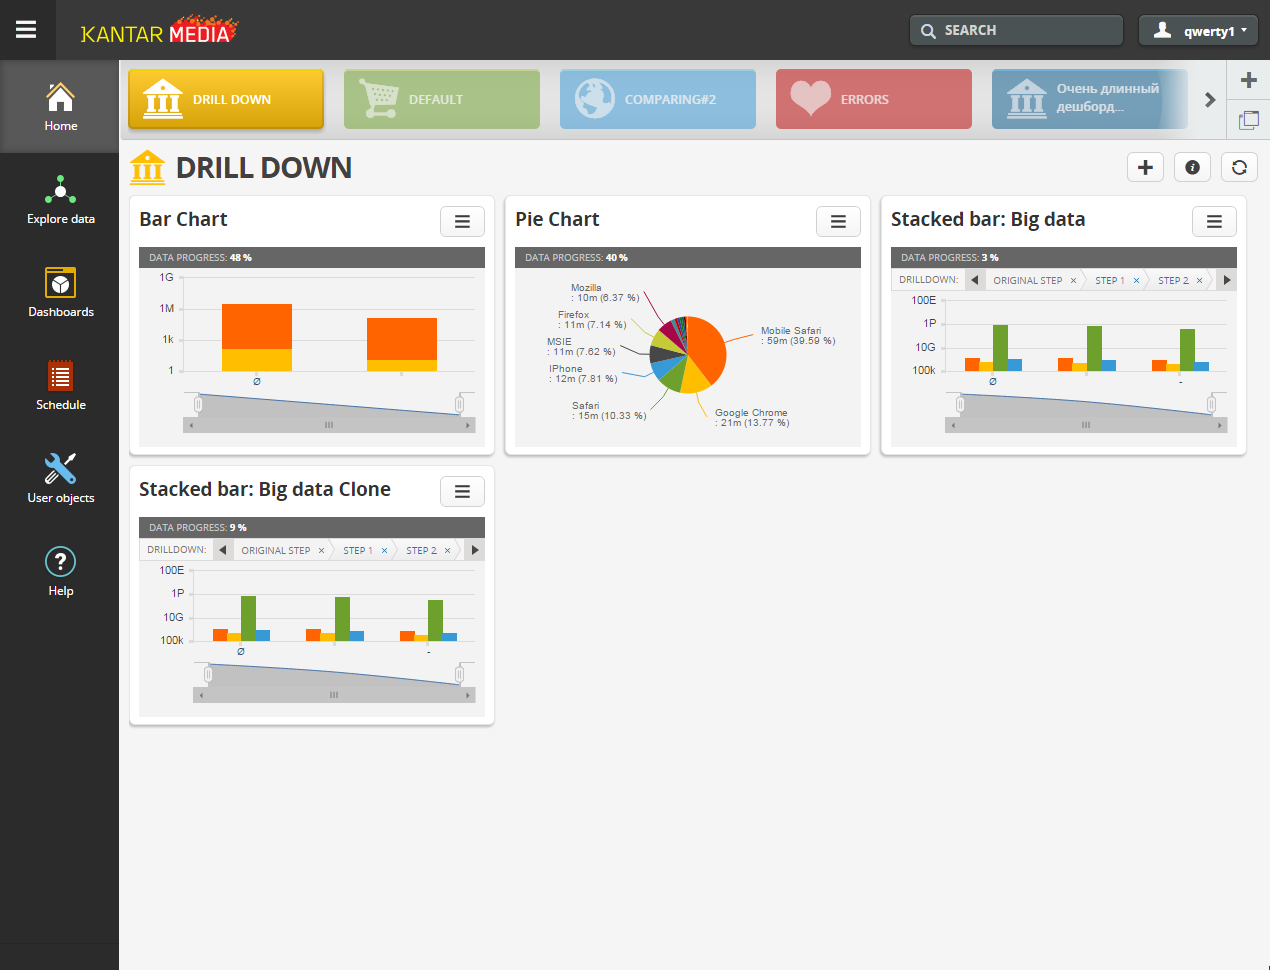 KANTAR MEDIA
SEARCH
qwerty1
Home
Explore data
Dashboards
Schedule
User objects
Help
DRILL DOWN
DEFAULT
COMPARING#2
ERRORS
Очень длинный
дешборд...
DRILL DOWN
Bar Chart
DATA PROGRESS: 48 %
1G
1M
1k
1
Ø
Pie Chart
DATA PROGRESS: 40 %
Mozilla
: 10m (6.37 %)
Firefox
: 11m (7.14 %)
MSIE
: 11m (7.62 %)
IPhone
: 12m (7.81 %)
Safari
: 15m (10.33 %)
Mobile Safari
: 59m (39.59 %)
Google Chrome
: 21m (13.77 %)
Stacked bar: Big data
DATA PROGRESS: 3 %
DRILLDOWN: ORIGINAL STEP × STEP 1 × STEP 2 ×
100E
1P
10G
100k
Ø -
Stacked bar: Big data Clone
DATA PROGRESS: 9 %
DRILLDOWN: ORIGINAL STEP × STEP 1 × STEP 2 ×
100E
1P
10G
100k
Ø -